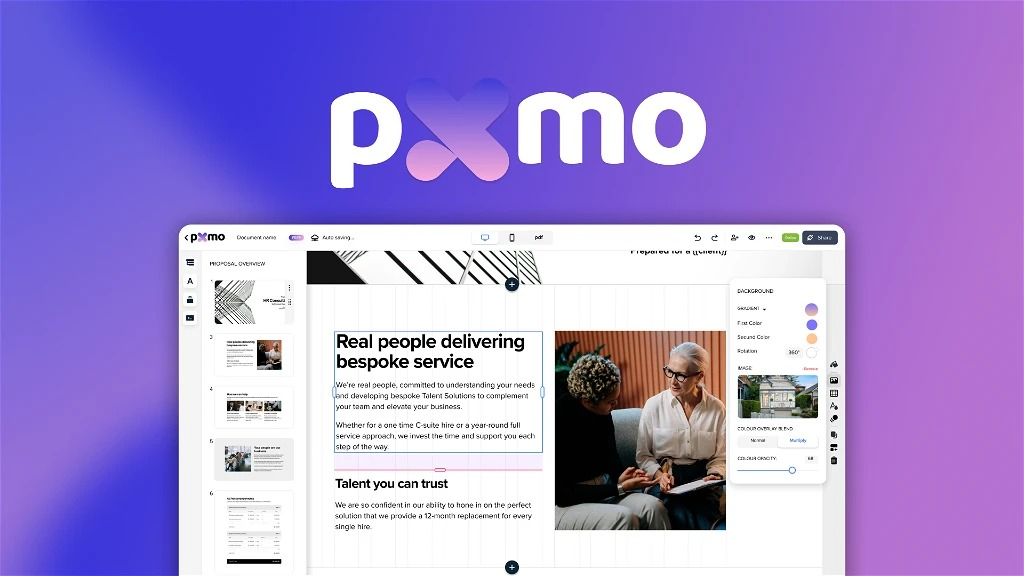 pxmo
pxmo
Document name
Auto saving...
pdf
Share
PROPOSAL OVERVIEW
3
4
5
6
Prepared for a {{client}}
Real people delivering
bespoke service
We're real people, committed to understanding your needs
and developing bespoke Talent Solutions to complement
your team and elevate your business.
Whether for a one time C-suite hire or a year-round full
service approach, we invest the time and support you each
step of the way.
Talent you can trust
We are so confident in our ability to hone in on the perfect
solution that we provide a 12-month replacement for every
single hire.
BACKGROUND
GRADIENT
First Color
Second Color
Rotation
360°
IMAGE:
Remove
COLOUR OVERLAY BLEND
Normal
Multiply
COLOUR OPACITY:
68